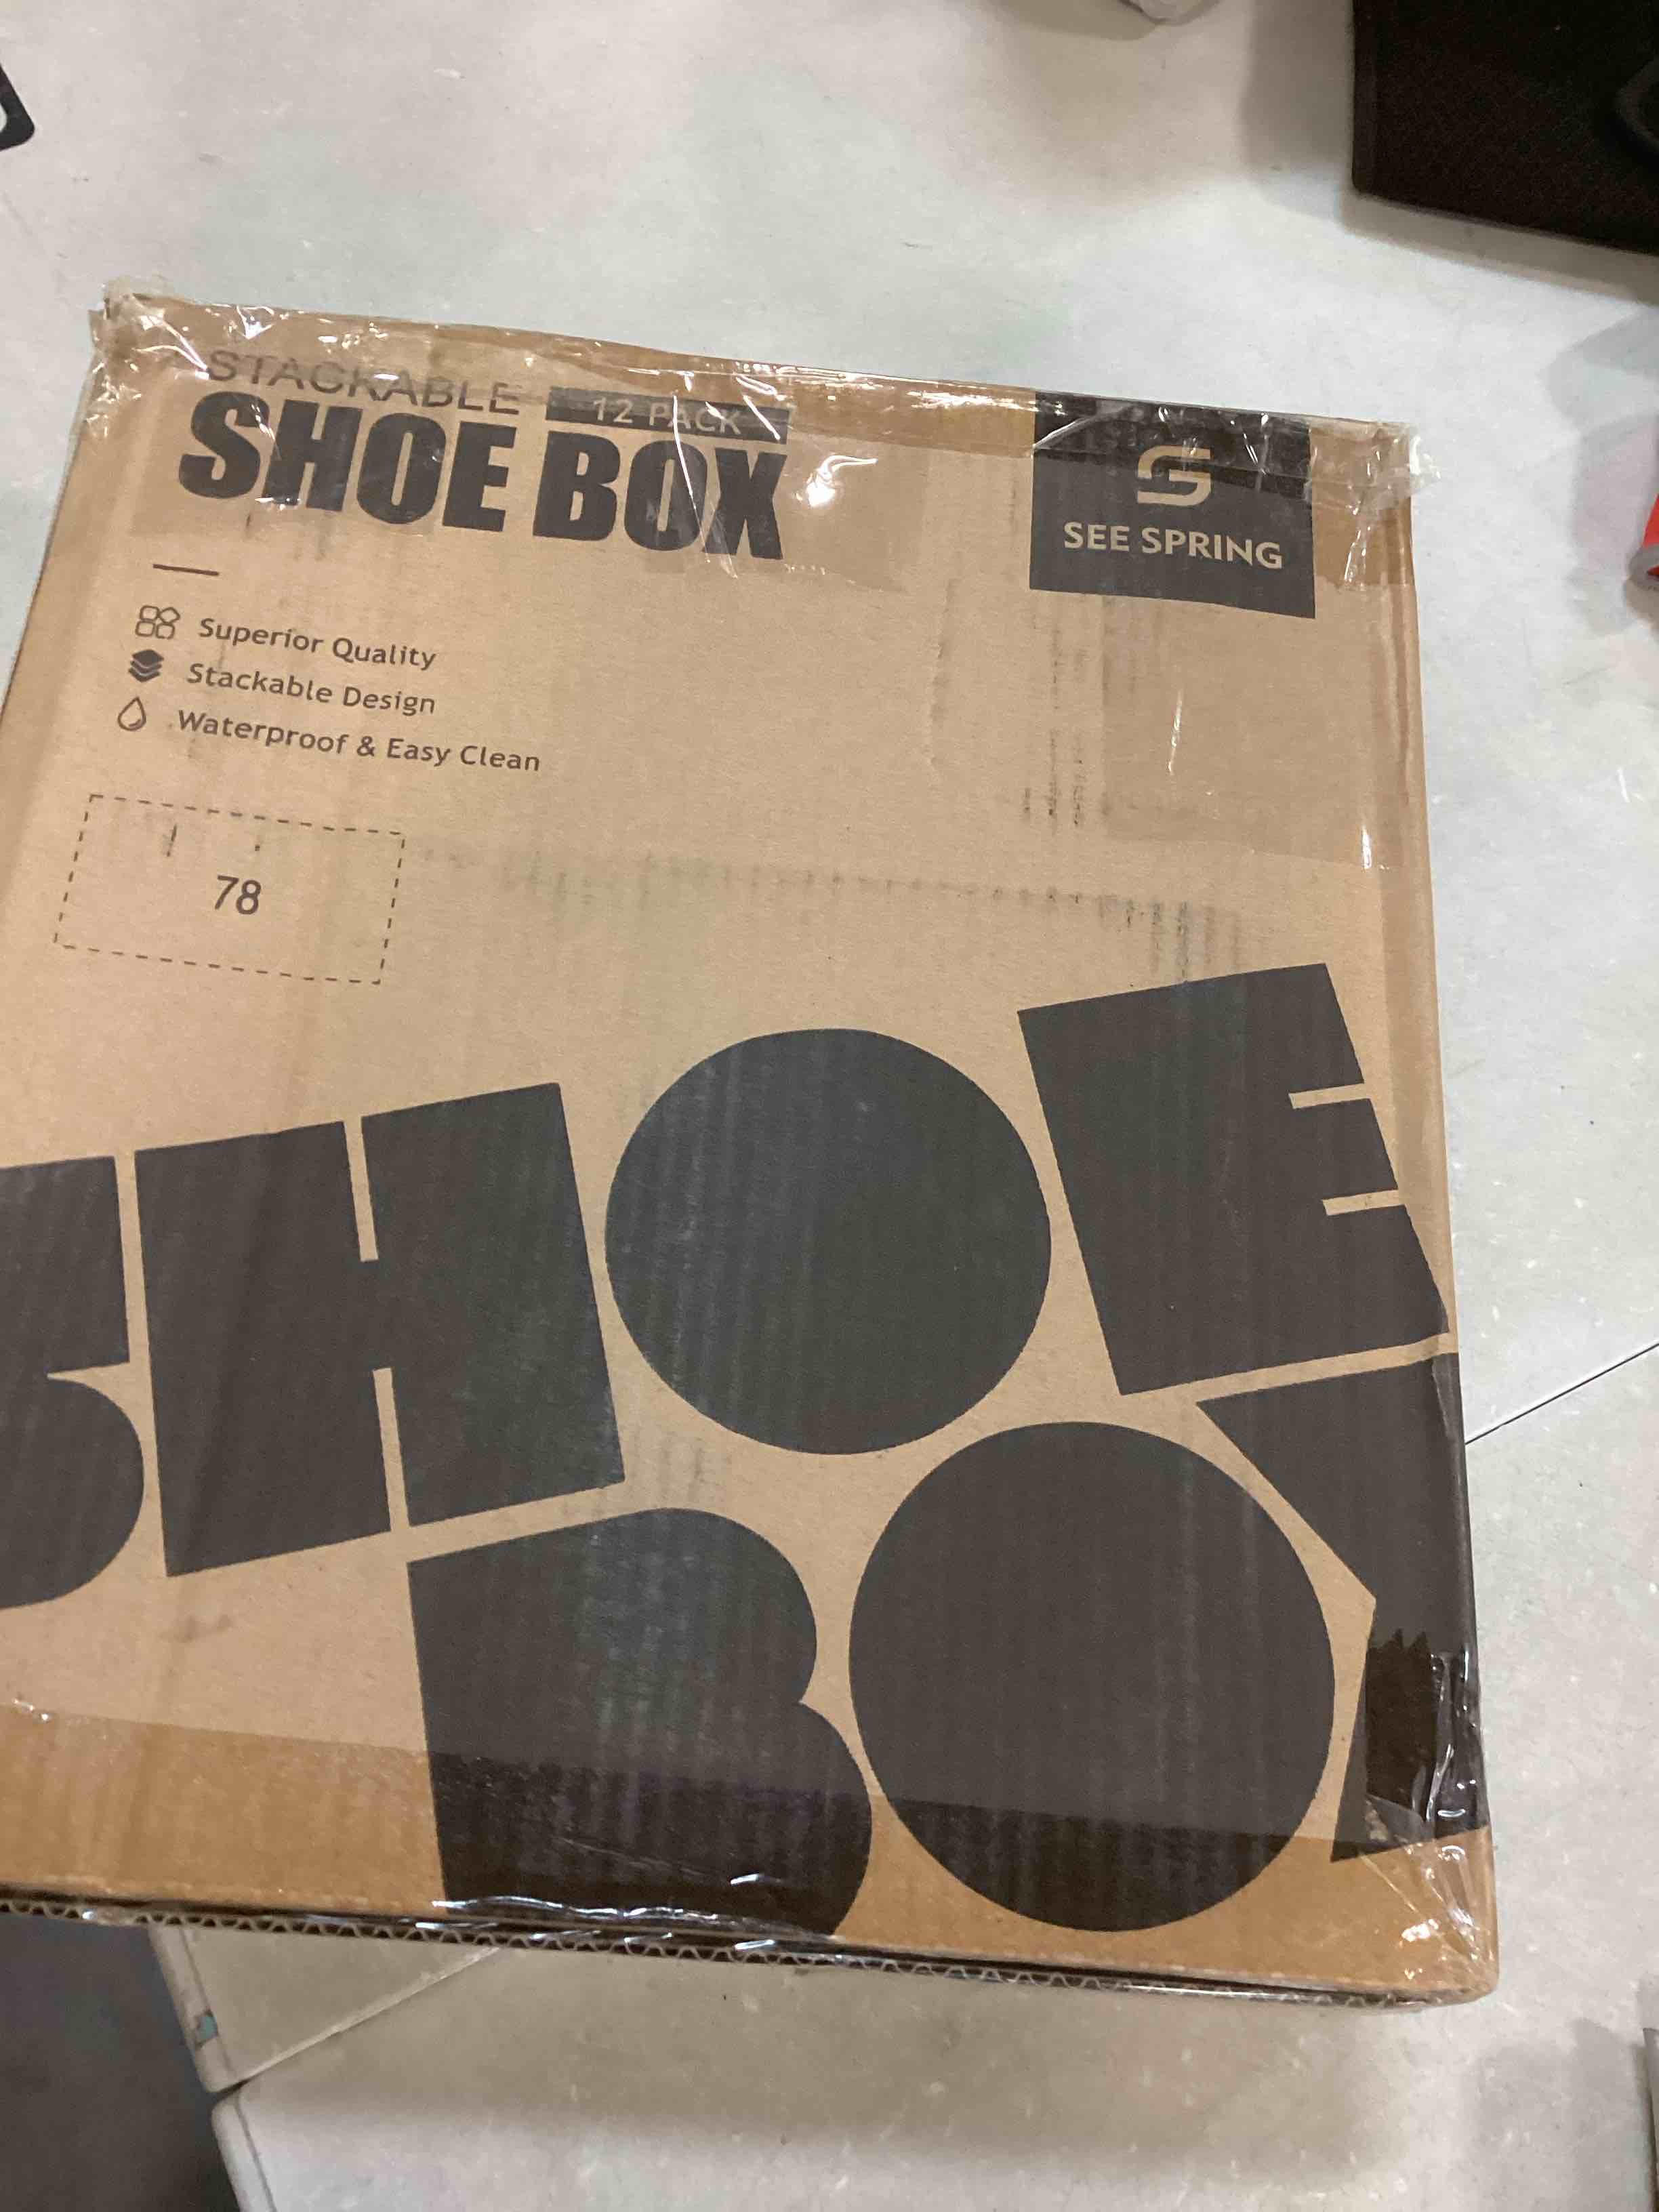 STACKABLE 12 PACK
SHOE BOX
SEE SPRING
Superior Quality
Stackable Design
Waterproof & Easy Clean
78
SHOE
BOX